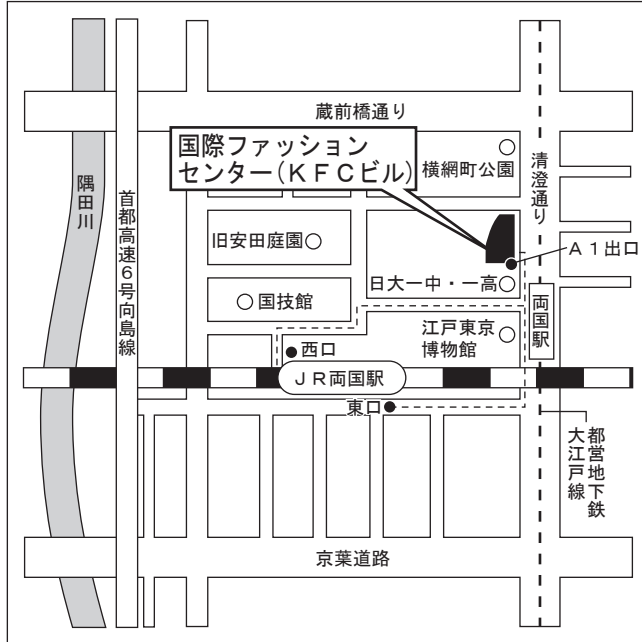 蔵前橋通り
国際ファッション
センター(ＫＦＣビル)
横網町公園
清澄通り
隅田川
首都高速６号向島線
旧安田庭園
Ａ１出口
日大一中・一高
国技館
両国駅
江戸東京
博物館
西口
ＪＲ両国駅
東口
都営地下鉄
大江戸線
京葉道路